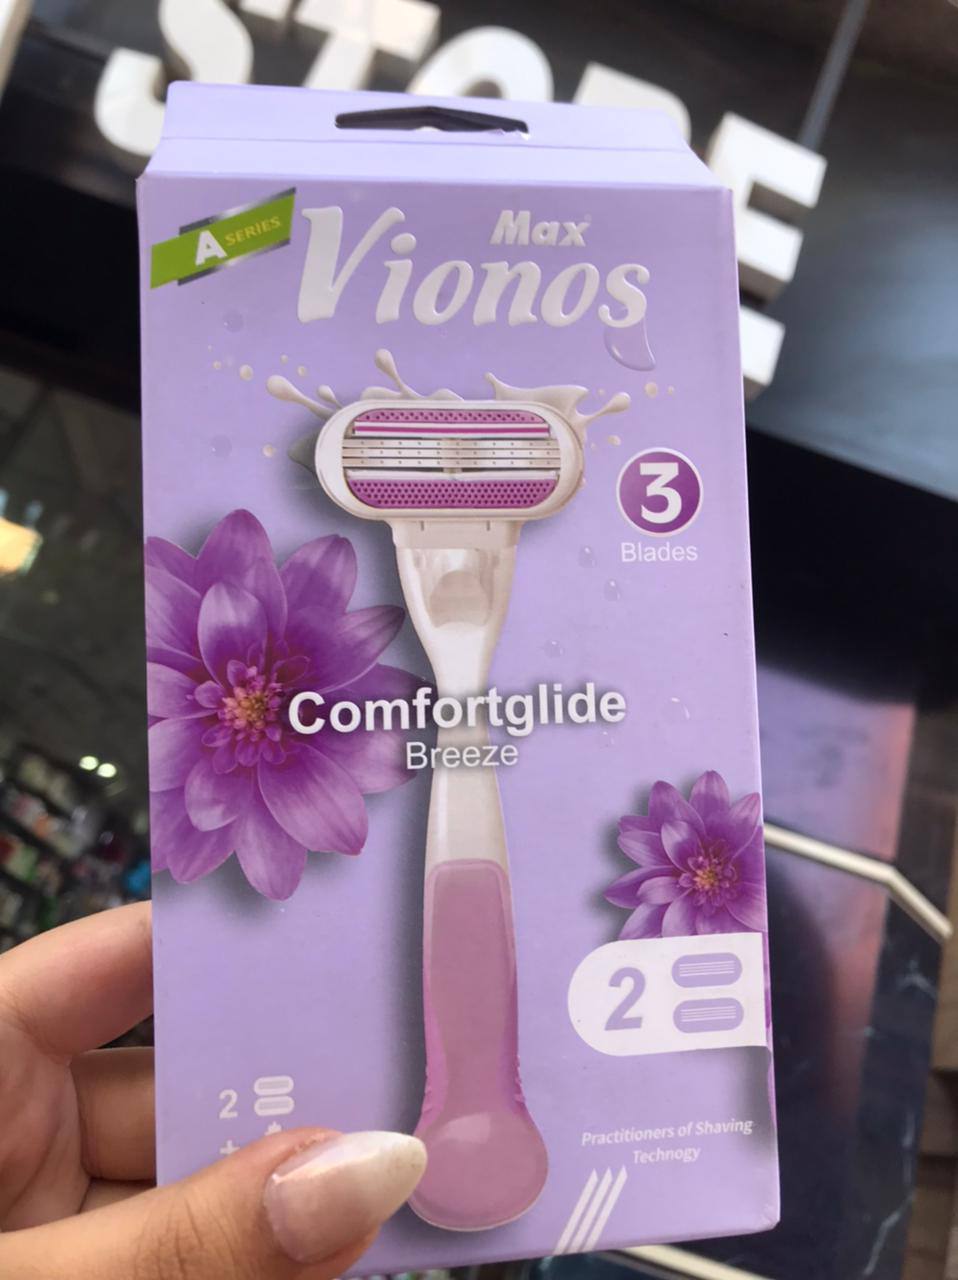 STORE
A SERIES
Max
Vionos
3
Blades
Comfortglide
Breeze
2
2
+
Practitioners of Shaving
Technogy